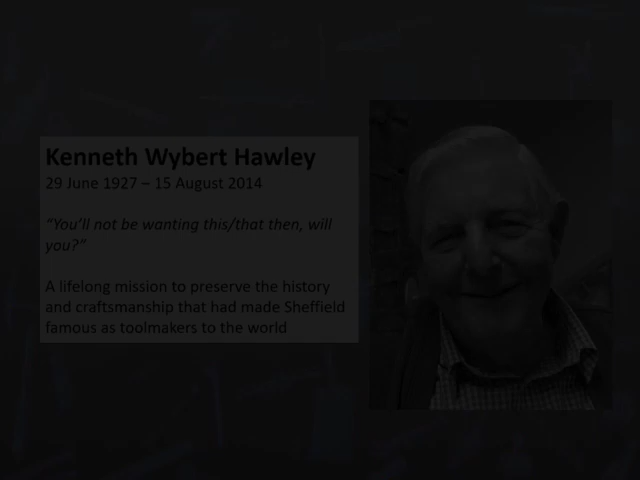 Kenneth Wybert Hawley
29 June 1927 – 15 August 2014
“You’ll not be wanting this/that then, will
you?”
A lifelong mission to preserve the history
and craftsmanship that had made Sheffield
famous as toolmakers to the world